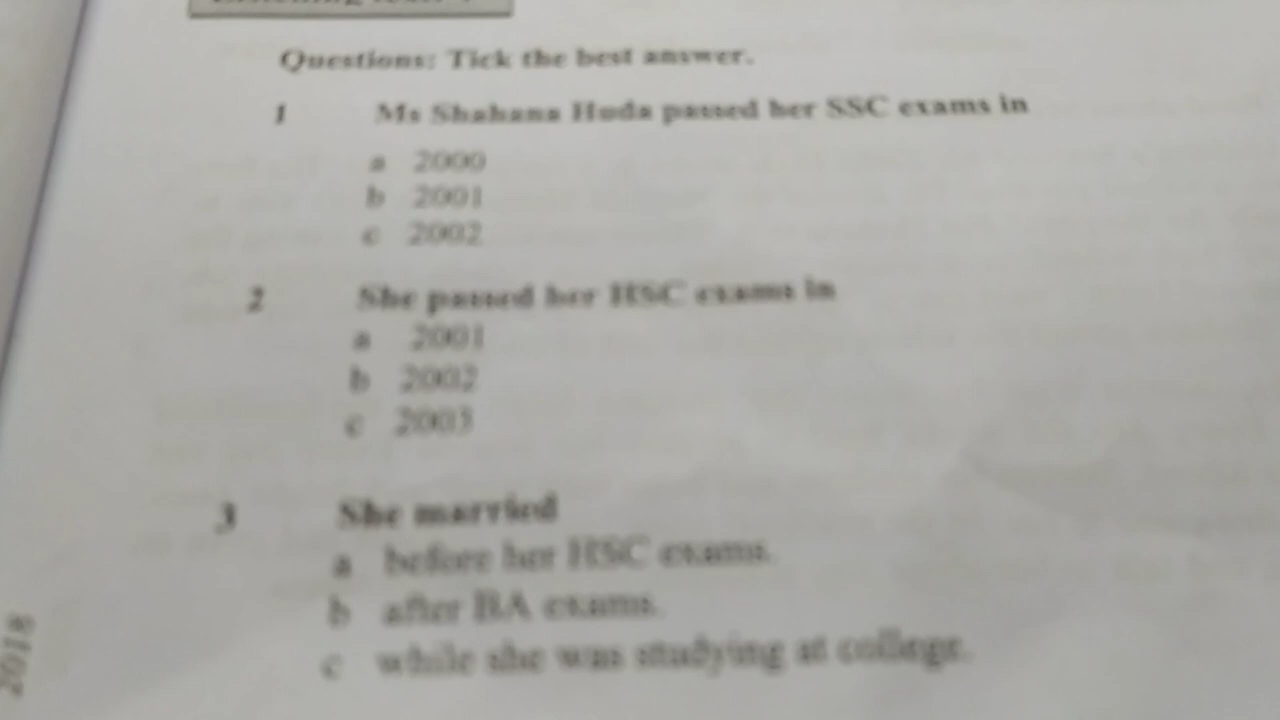 Questions: Tick the best answer.
1 Ms Shahana Huda passed her SSC exams in
a 2000
b 2001
c 2002
2 She passed her HSC exams in
a 2001
b 2002
c 2003
3 She married
a before her HSC exams.
b after BA exams.
c while she was studying at college.
2018